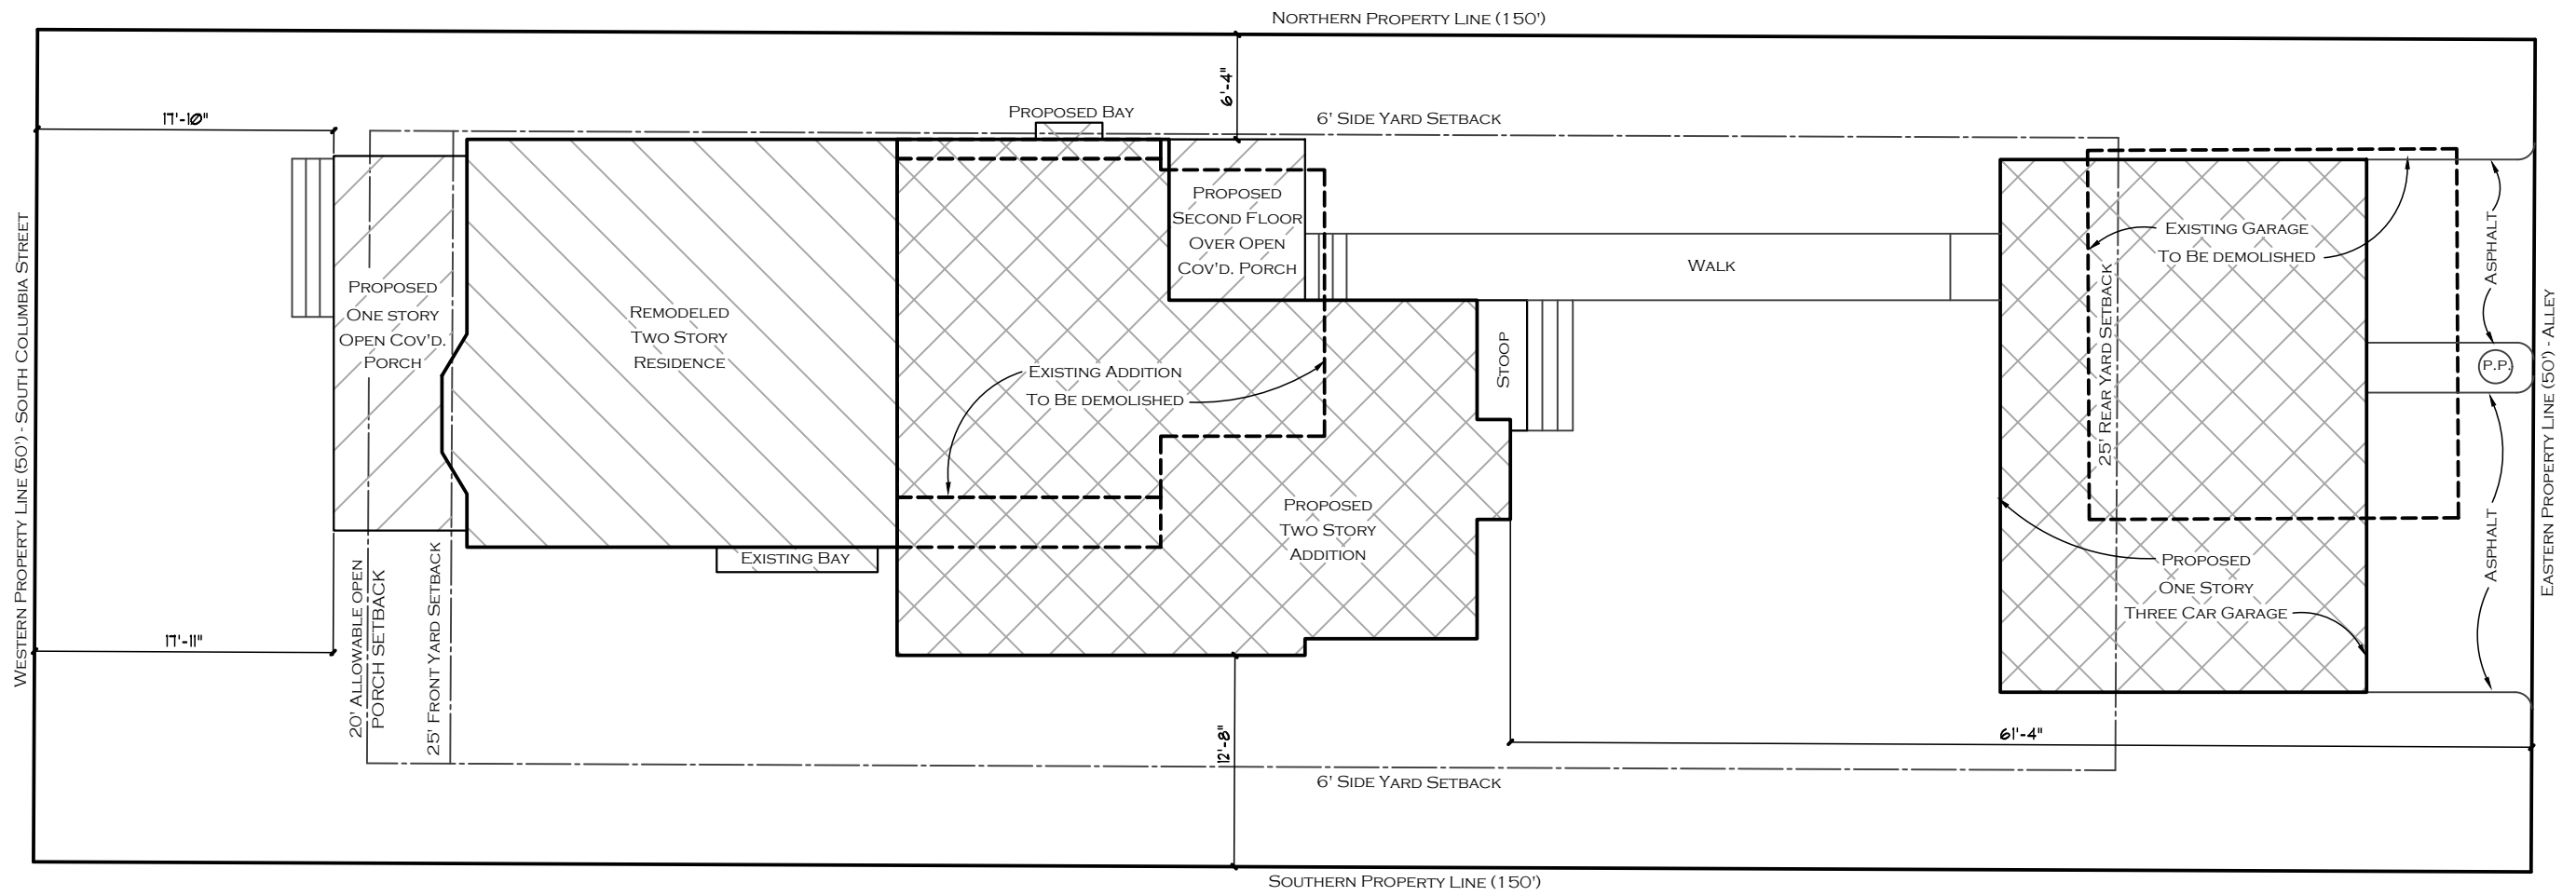 Northern Property Line (150')
17'-10"
6'-4"
Proposed Bay
6' Side Yard Setback
Proposed
Second Floor
Over Open
Cov'd. Porch
Walk
Existing Garage
To Be demolished
Asphalt
Western Property Line (50') - South Columbia Street
Proposed
One story
Open Cov'd.
Porch
Remodeled
Two Story
Residence
Existing Addition
To Be demolished
Stoop
25' Rear Yard Setback
P.P.
Eastern Property Line (50') - Alley
Proposed
Two Story
Addition
Existing Bay
Proposed
One Story
Three Car Garage
Asphalt
17'-11"
20' Allowable open
Porch Setback
25' Front Yard Setback
12'-8"
61'-4"
6' Side Yard Setback
Southern Property Line (150')